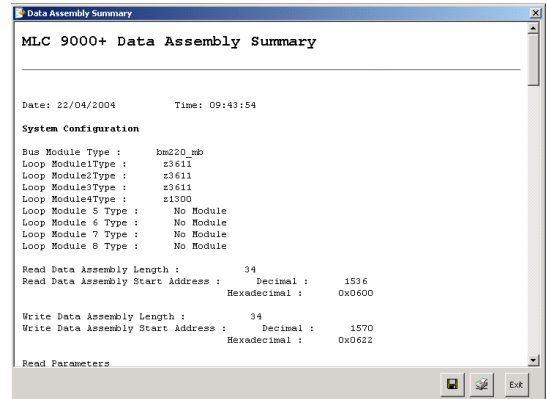 Data Assembly Summary
MLC 9000+ Data Assembly Summary
Date: 22/04/2004 Time: 09:43:54
System Configuration
Bus Module Type : bm220_mb
Loop Module1Type : z3611
Loop Module2Type : z3611
Loop Module3Type : z3611
Loop Module4Type : z1300
Loop Module 5 Type : No Module
Loop Module 6 Type : No Module
Loop Module 7 Type : No Module
Loop Module 8 Type : No Module
Read Data Assembly Length : 34
Read Data Assembly Start Address : Decimal : 1536
Hexadecimal : 0x0600
Write Data Assembly Length : 34
Write Data Assembly Start Address : Decimal : 1570
Hexadecimal : 0x0622
Read Parameters
Exit